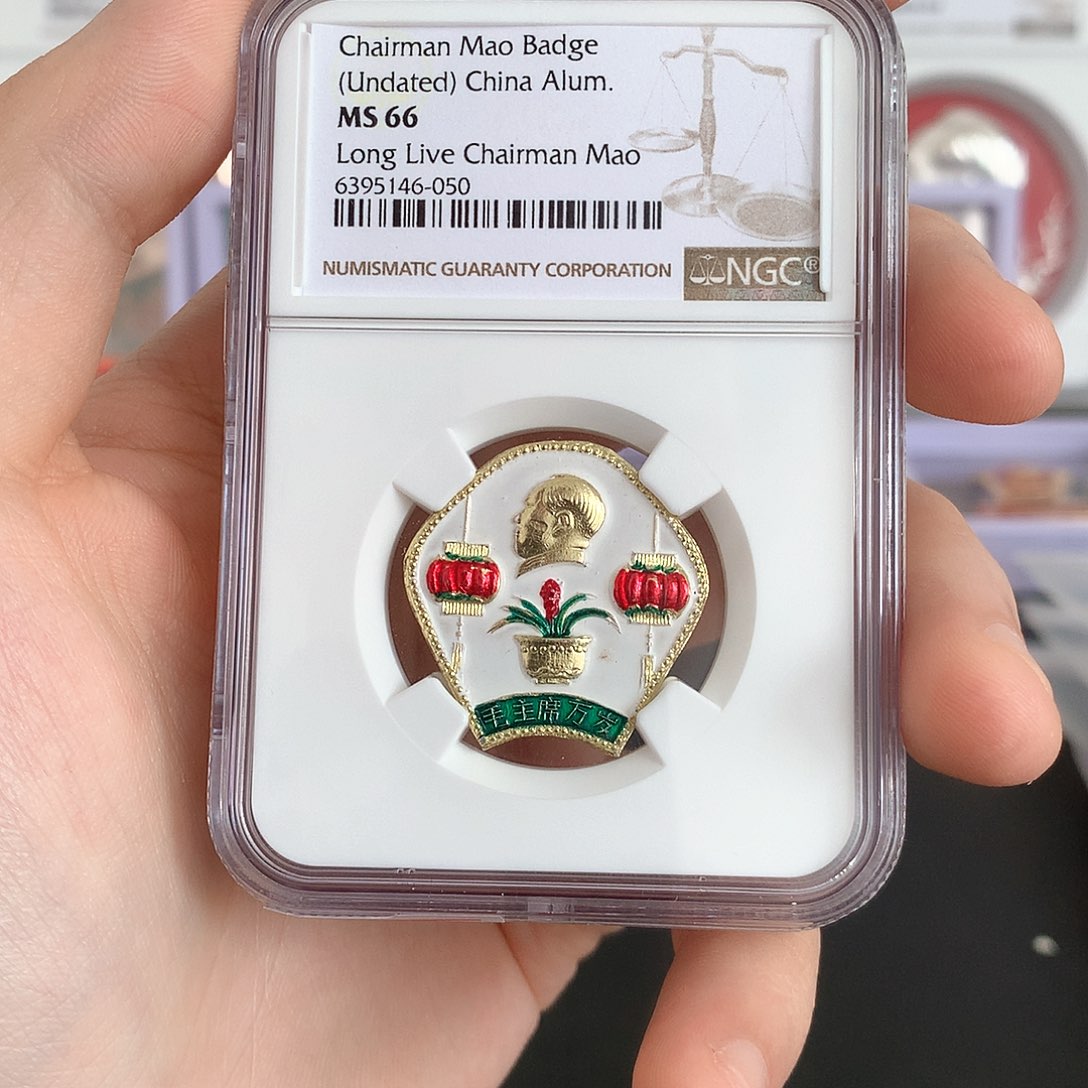 Chairman Mao Badge
(Undated) China Alum.
MS 66
Long Live Chairman Mao
6395146-050
NUMISMATIC GUARANTY CORPORATION
NGC®
毛主席万岁
NGC